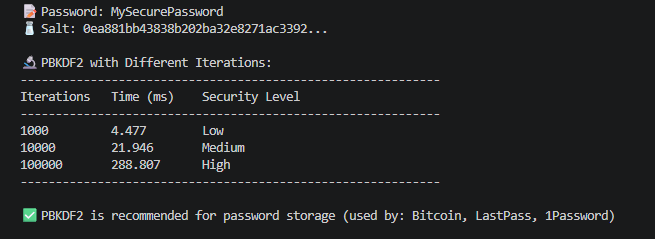 📝 Password: MySecurePassword
🧂 Salt: 0ea881bb43838b202ba32e8271ac3392...
🔬 PBKDF2 with Different Iterations:
------------------------------------------------------------
Iterations   Time (ms)    Security Level
------------------------------------------------------------
1000         4.477        Low
10000        21.946       Medium
100000       288.807      High
------------------------------------------------------------
✅ PBKDF2 is recommended for password storage (used by: Bitcoin, LastPass, 1Password)